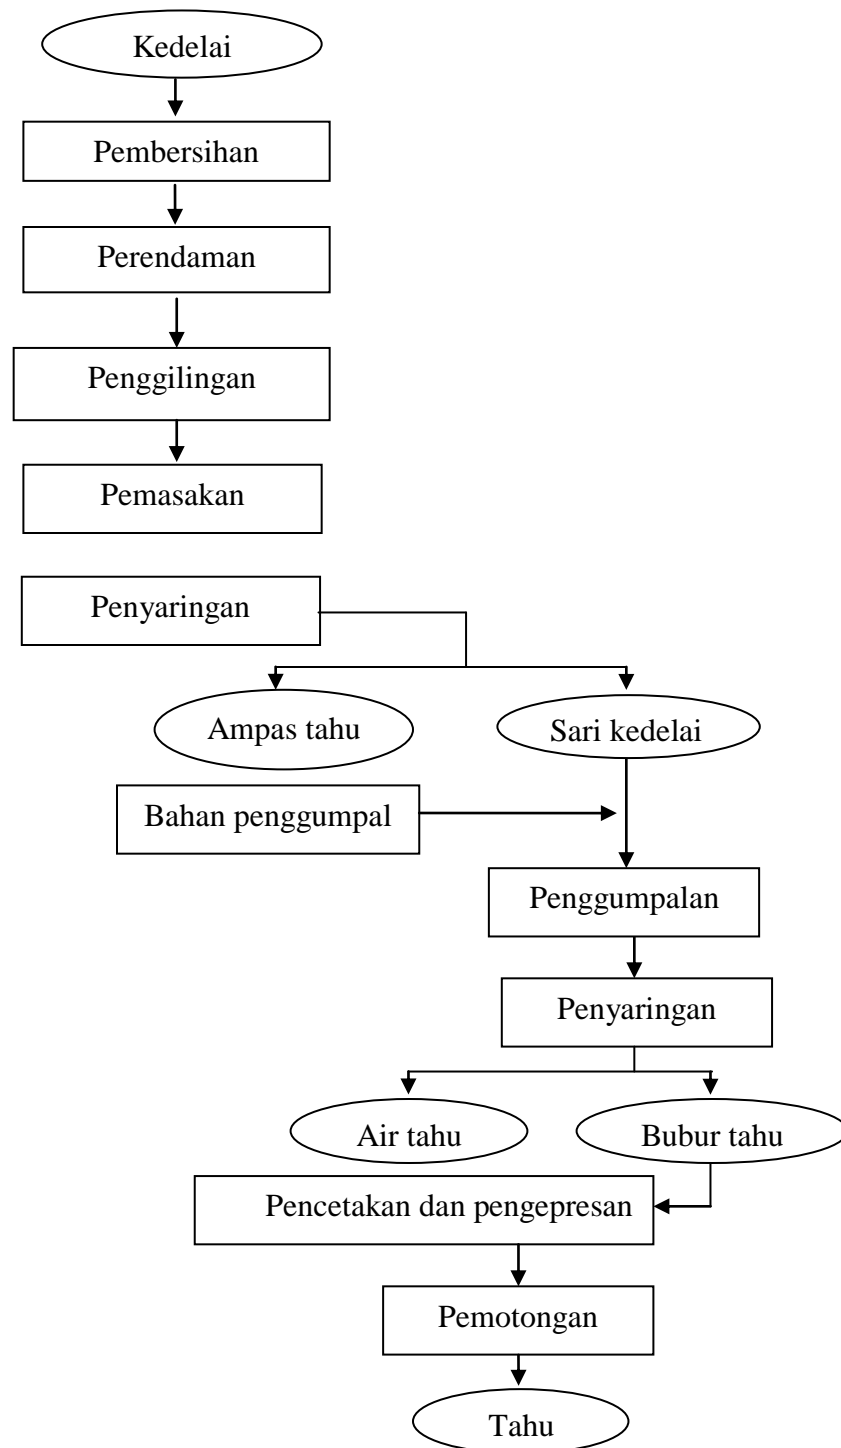 Kedelai
Pembersihan
Perendaman
Penggilingan
Pemasakan
Penyaringan
Ampas tahu
Sari kedelai
Bahan penggumpal
Penggumpalan
Penyaringan
Air tahu
Bubur tahu
Pencetakan dan pengepresan
Pemotongan
Tahu